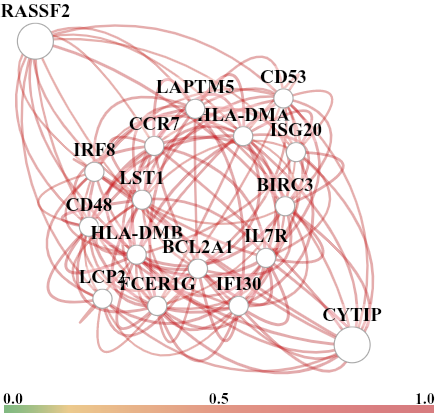 RASSF2
LAPTM5
CD53
HLA-DMA
CCR7
ISG20
IRF8
LST1
BIRC3
CD48
HLA-DMB
BCL2A1
IL7R
LCP2
FCER1G
IFI30
CYTIP
0.0 0.5 1.0